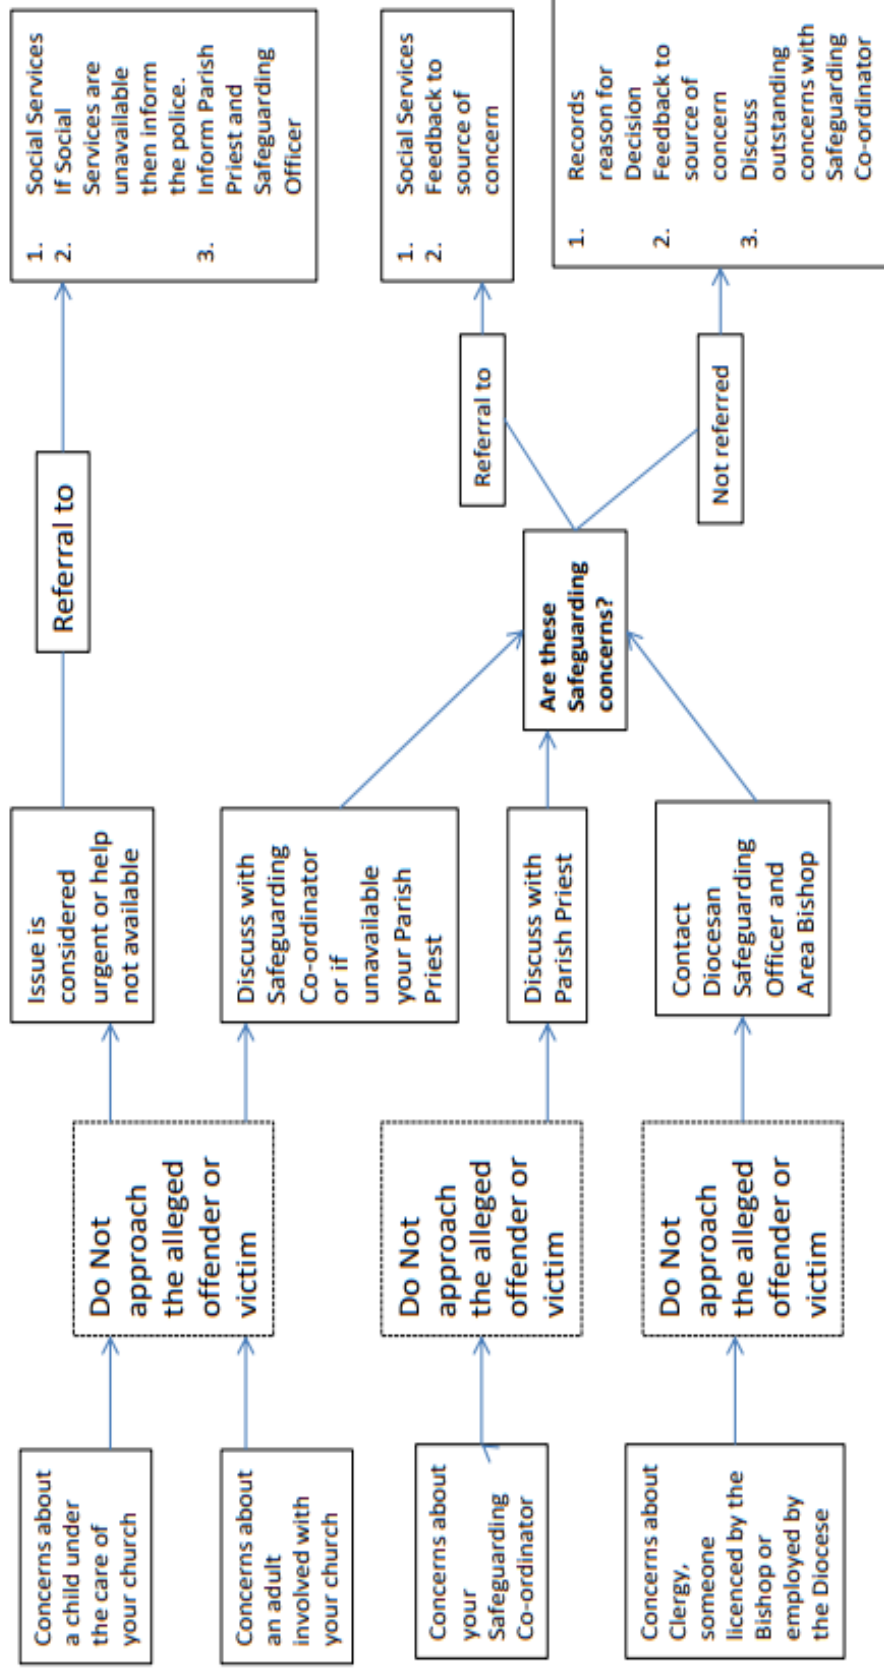 Concerns about
a child under
the care of
your church
Concerns about
an adult
involved with
your church
Concerns about
your
Safeguarding
Co-ordinator
Concerns about
Clergy,
someone
licenced by the
Bishop or
employed by
the Diocese
Do Not
approach
the alleged
offender or
victim
Do Not
approach
the alleged
offender or
victim
Do Not
approach
the alleged
offender or
victim
Issue is
considered
urgent or help
not available
Discuss with
Safeguarding
Co-ordinator
or if
unavailable
your Parish
Priest
Discuss with
Parish Priest
Contact
Diocesan
Safeguarding
Officer and
Area Bishop
Referral to
Are these
Safeguarding
concerns?
Referral to
Not referred
1. Social Services
2. If Social
Services are
unavailable
then inform
the police.
3. Inform Parish
Priest and
Safeguarding
Officer
1. Social Services
2. Feedback to
source of
concern
1. Records
reason for
Decision
2. Feedback to
source of
concern
3. Discuss
outstanding
concerns with
Safeguarding
Co-ordinator